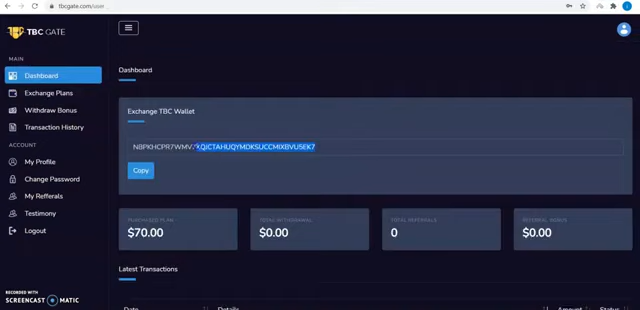 tbcgate.com/user...
TBC GATE
MAIN
Dashboard
Exchange Plans
Withdraw Bonus
Transaction History
ACCOUNT
My Profile
Change Password
My Refferals
Testimony
Logout
RECORDED WITH
SCREENCAST MATIC
Dashboard
Exchange TBC Wallet
Copy
PURCHASED PLAN
$70.00
TOTAL WITHDRAWAL
$0.00
TOTAL REFERRALS
0
REFERRAL BONUS
$0.00
Latest Transactions
Date Details Amount Status